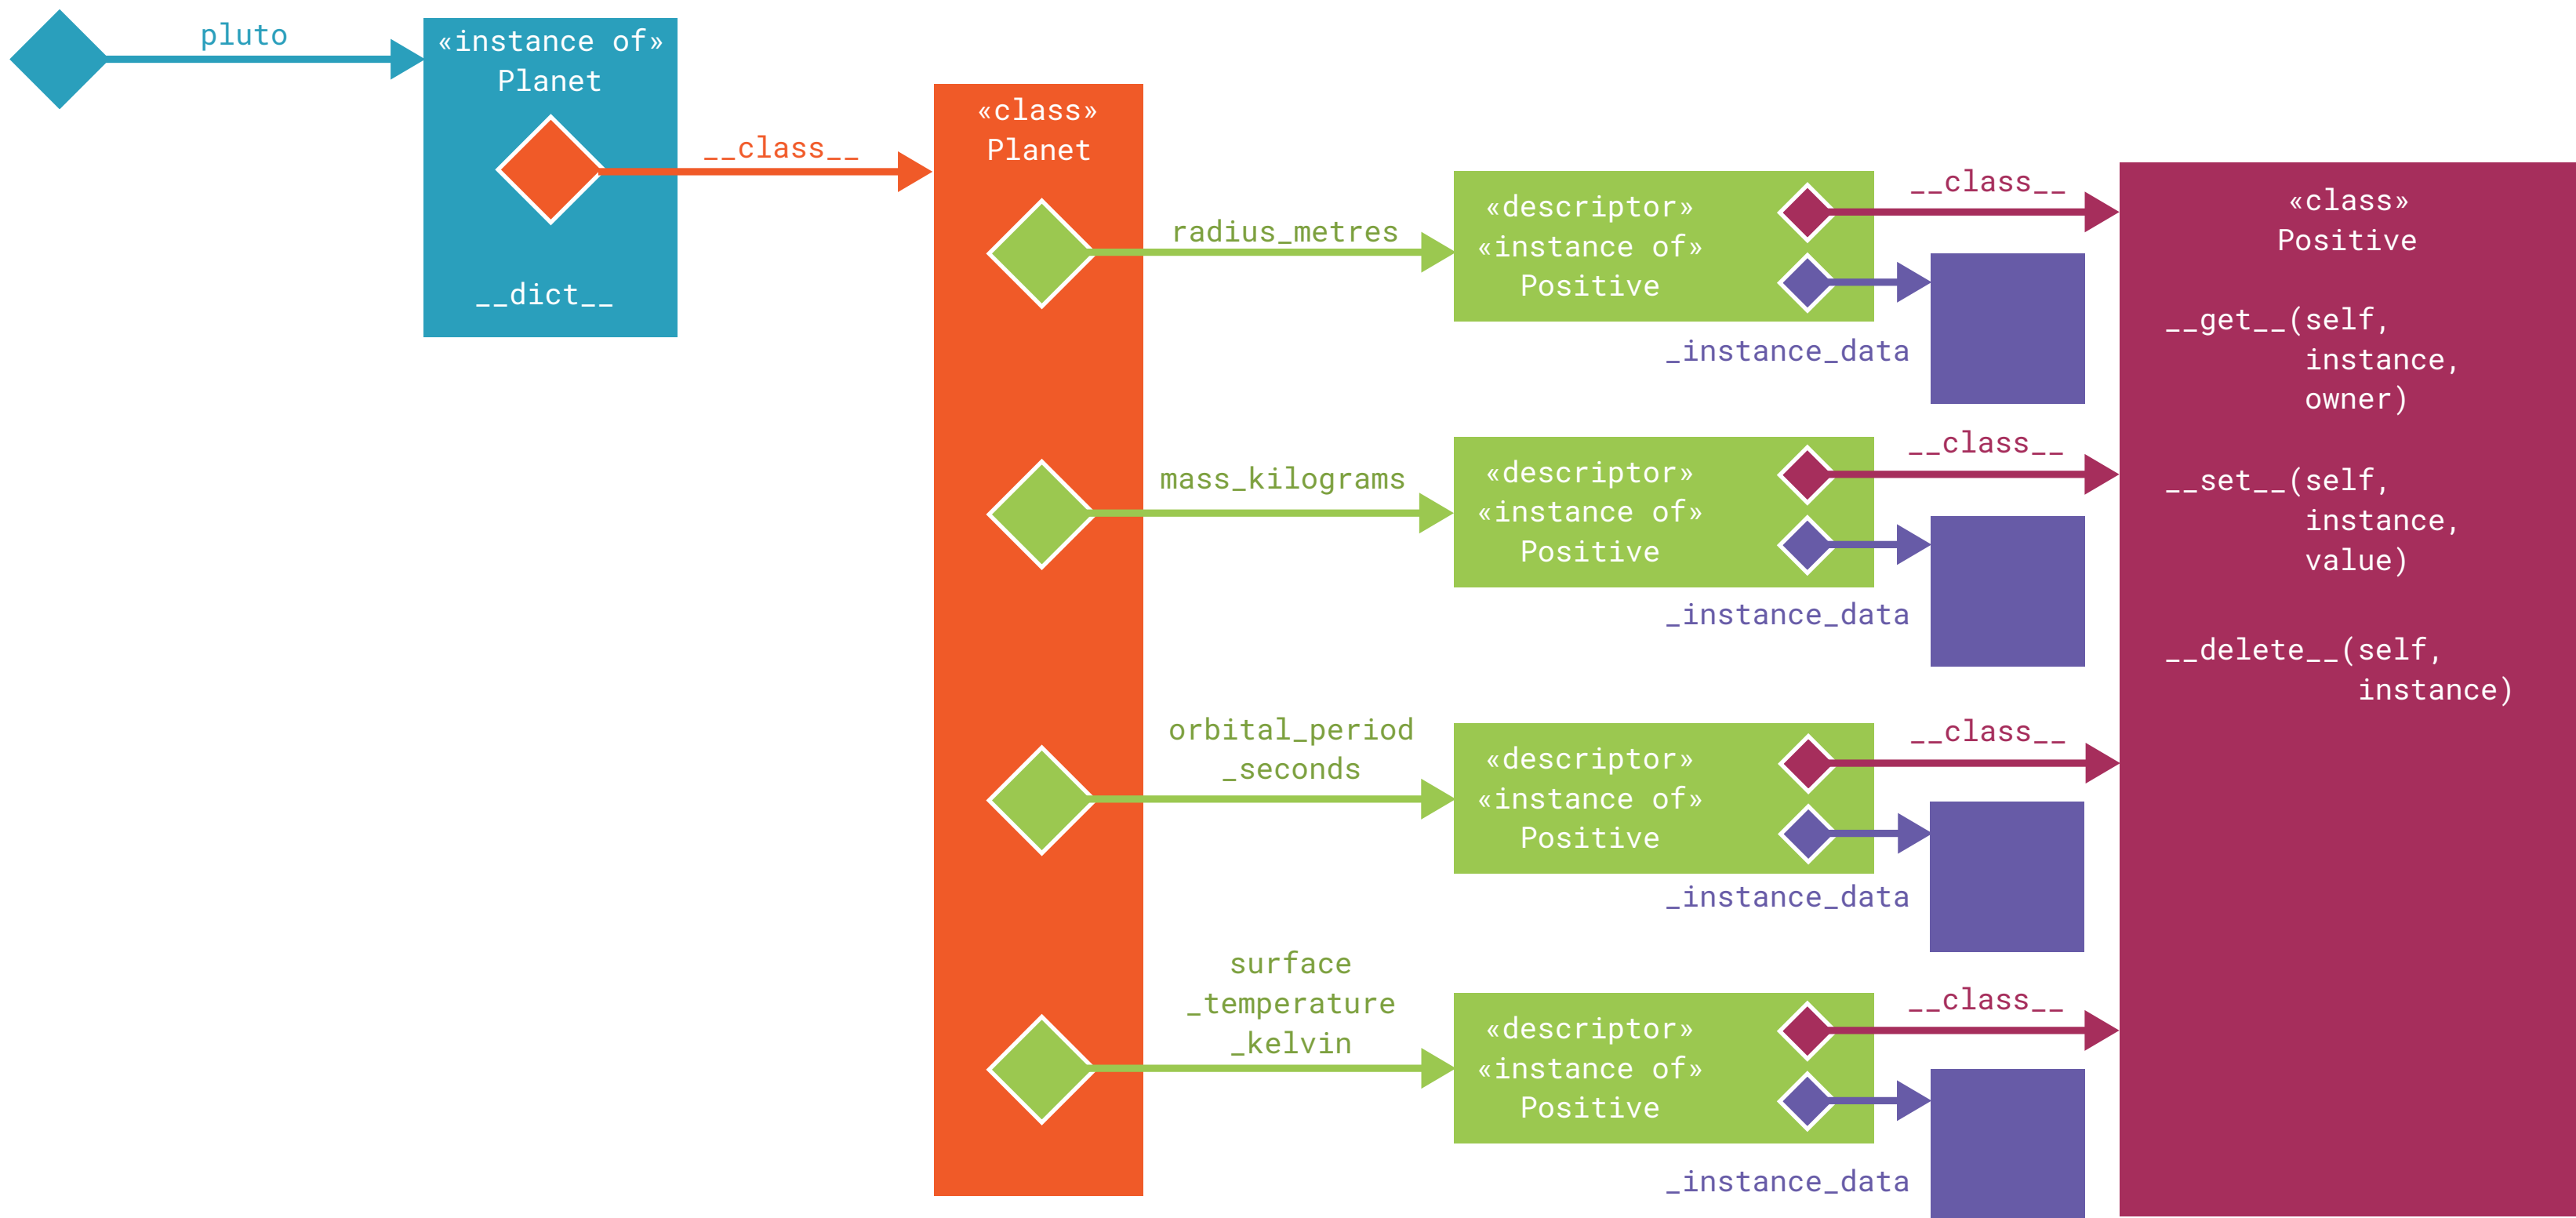 pluto
«instance of»
Planet
__class__
__dict__
«class»
Planet
radius_metres
«descriptor»
«instance of»
Positive
__class__
_instance_data
mass_kilograms
«descriptor»
«instance of»
Positive
__class__
_instance_data
orbital_period
_seconds
«descriptor»
«instance of»
Positive
__class__
_instance_data
surface
_temperature
_kelvin
«descriptor»
«instance of»
Positive
__class__
_instance_data
«class»
Positive
__get__(self,
instance,
owner)
__set__(self,
instance,
value)
__delete__(self,
instance)